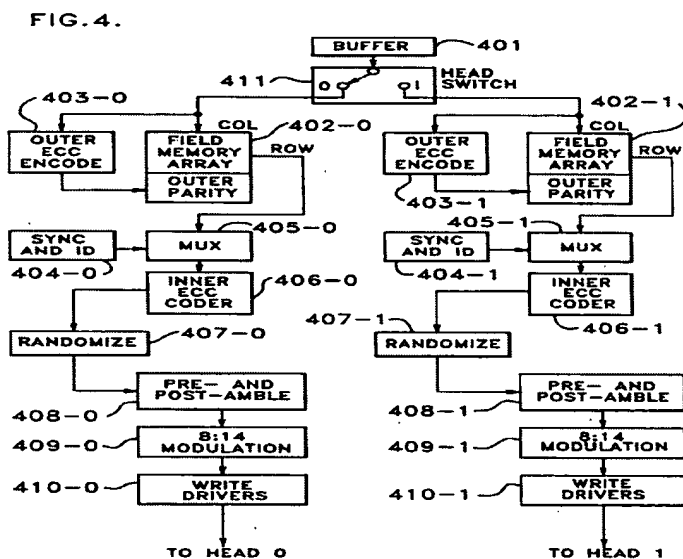 FIG.4.
BUFFER
401
411
0
1
HEAD
SWITCH
403-0
402-0
402-1
OUTER
ECC
ENCODE
COL
FIELD
MEMORY
ARRAY
ROW
OUTER
PARITY
OUTER
ECC
ENCODE
403-1
COL
FIELD
MEMORY
ARRAY
ROW
OUTER
PARITY
405-0
405-1
SYNC
AND ID
MUX
404-0
SYNC
AND ID
MUX
404-1
INNER
ECC
CODER
406-0
INNER
ECC
CODER
406-1
RANDOMIZE
407-0
407-1
RANDOMIZE
PRE- AND
POST-AMBLE
408-0
PRE- AND
POST-AMBLE
408-1
409-0
8:14
MODULATION
409-1
8:14
MODULATION
410-0
WRITE
DRIVERS
410-1
WRITE
DRIVERS
TO HEAD 0
TO HEAD 1